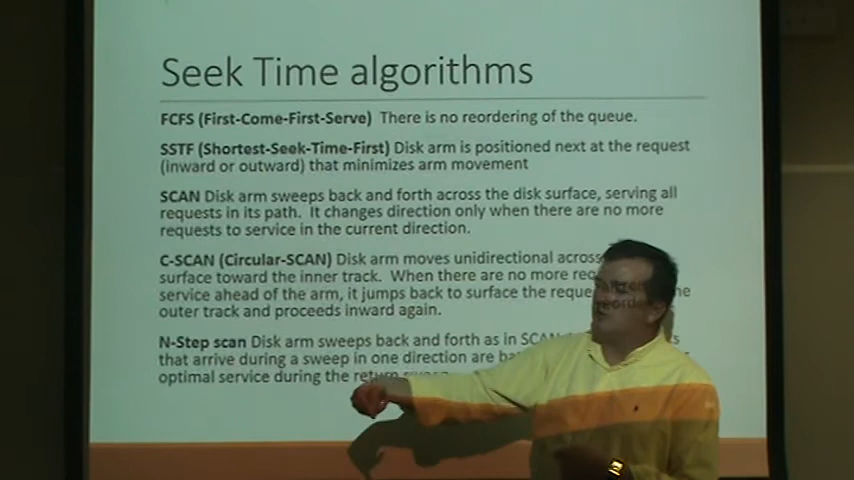 Seek Time algorithms
FCFS (First-Come-First-Serve) There is no reordering of the queue.
SSTF (Shortest-Seek-Time-First) Disk arm is positioned next at the request
(inward or outward) that minimizes arm movement
SCAN Disk arm sweeps back and forth across the disk surface, serving all
requests in its path. It changes direction only when there are no more
requests to service in the current direction.
C-SCAN (Circular-SCAN) Disk arm moves unidirectional across
surface toward the inner track. When there are no more
service ahead of the arm, it jumps back to surface the
outer track and proceeds inward again.
N-Step scan Disk arm sweeps back and forth as in SCAN
that arrive during a sweep in one direction are
optimal service during the return